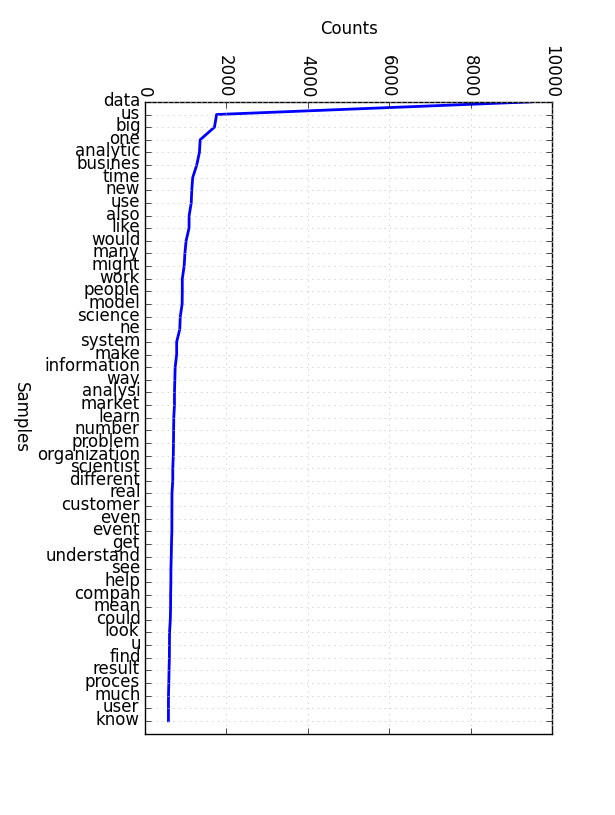 Counts
0
2000
4000
6000
8000
10000
Samples
data
us
big
one
analytic
busines
time
new
use
also
like
would
many
might
work
people
model
science
ne
system
make
information
way
analysi
market
learn
number
problem
organization
scientist
different
real
customer
even
event
get
understand
see
help
compan
mean
could
look
u
find
result
proces
much
user
know